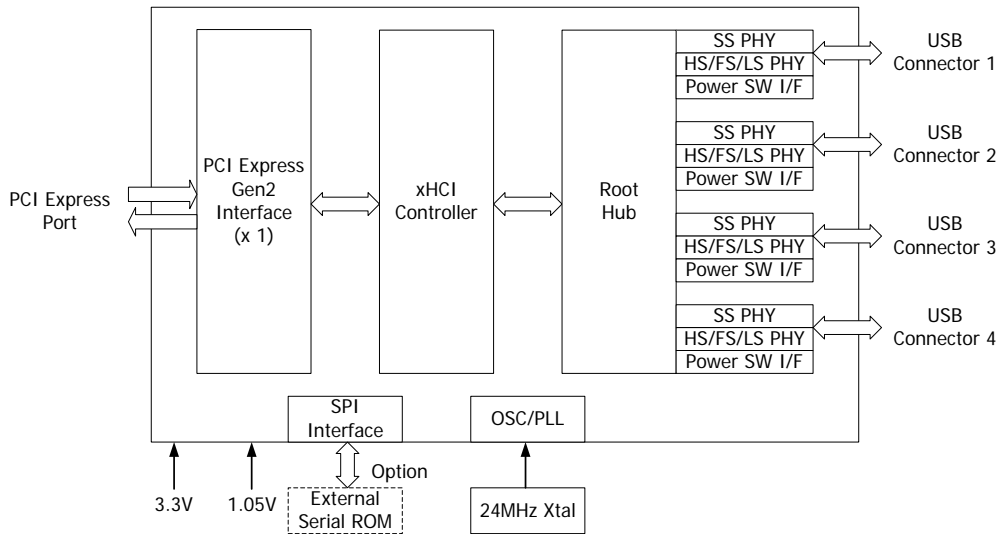 PCI Express
Port
PCI Express
Gen2
Interface
(x 1)
xHCI
Controller
Root
Hub
SS PHY
HS/FS/LS PHY
Power SW I/F
USB
Connector 1
SS PHY
HS/FS/LS PHY
Power SW I/F
USB
Connector 2
SS PHY
HS/FS/LS PHY
Power SW I/F
USB
Connector 3
SS PHY
HS/FS/LS PHY
Power SW I/F
USB
Connector 4
SPI
Interface
OSC/PLL
Option
3.3V
1.05V
External
Serial ROM
24MHz Xtal